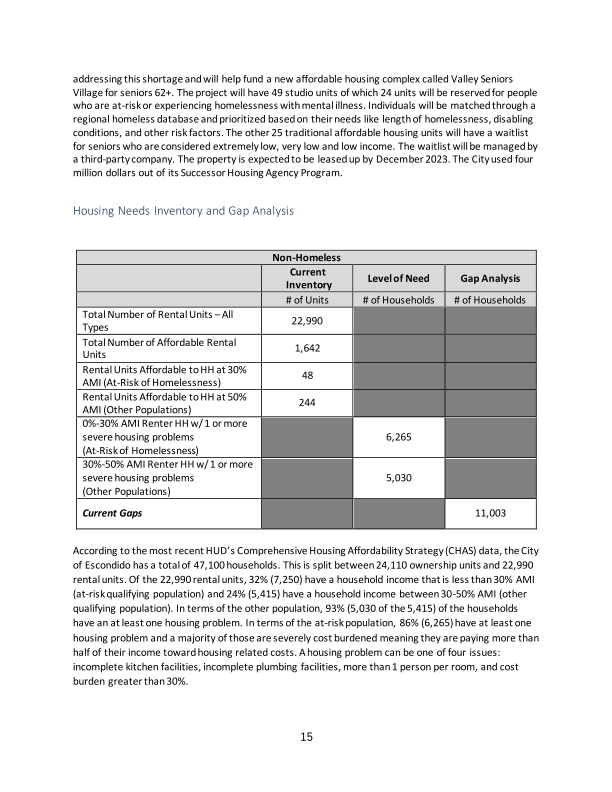 addressing this shortage and will help fund a new affordable housing complex called Valley Seniors
Village for seniors 62+. The project will have 49 studio units of which 24 units will be reserved for people
who are at-risk or experiencing homelessness with mental illness. Individuals will be matched through a
regional homeless database and prioritized based on their needs like length of homelessness, disabling
conditions, and other risk factors. The other 25 traditional affordable housing units will have a waitlist
for seniors who are considered extremely low, very low and low income. The waitlist will be managed by
a third-party company. The property is expected to be leased up by December 2023. The City used four
million dollars out of its Successor Housing Agency Program.
Housing Needs Inventory and Gap Analysis
Non-Homeless
Current
Inventory
Level of Need
Gap Analysis
# of Units
# of Households
# of Households
Total Number of Rental Units – All
Types
22,990
Total Number of Affordable Rental
Units
1,642
Rental Units Affordable to HH at 30%
AMI (At-Risk of Homelessness)
48
Rental Units Affordable to HH at 50%
AMI (Other Populations)
244
0%-30% AMI Renter HH w/ 1 or more
severe housing problems
(At-Risk of Homelessness)
6,265
30%-50% AMI Renter HH w/ 1 or more
severe housing problems
(Other Populations)
5,030
Current Gaps
11,003
According to the most recent HUD's Comprehensive Housing Affordability Strategy (CHAS) data, the City
of Escondido has a total of 47,100 households. This is split between 24,110 ownership units and 22,990
rental units. Of the 22,990 rental units, 32% (7,250) have a household income that is less than 30% AMI
(at-risk qualifying population) and 24% (5,415) have a household income between 30-50% AMI (other
qualifying population). In terms of the other population, 93% (5,030 of the 5,415) of the households
have an at least one housing problem. In terms of the at-risk population, 86% (6,265) have at least one
housing problem and a majority of those are severely cost burdened meaning they are paying more than
half of their income toward housing related costs. A housing problem can be one of four issues:
incomplete kitchen facilities, incomplete plumbing facilities, more than 1 person per room, and cost
burden greater than 30%.
15